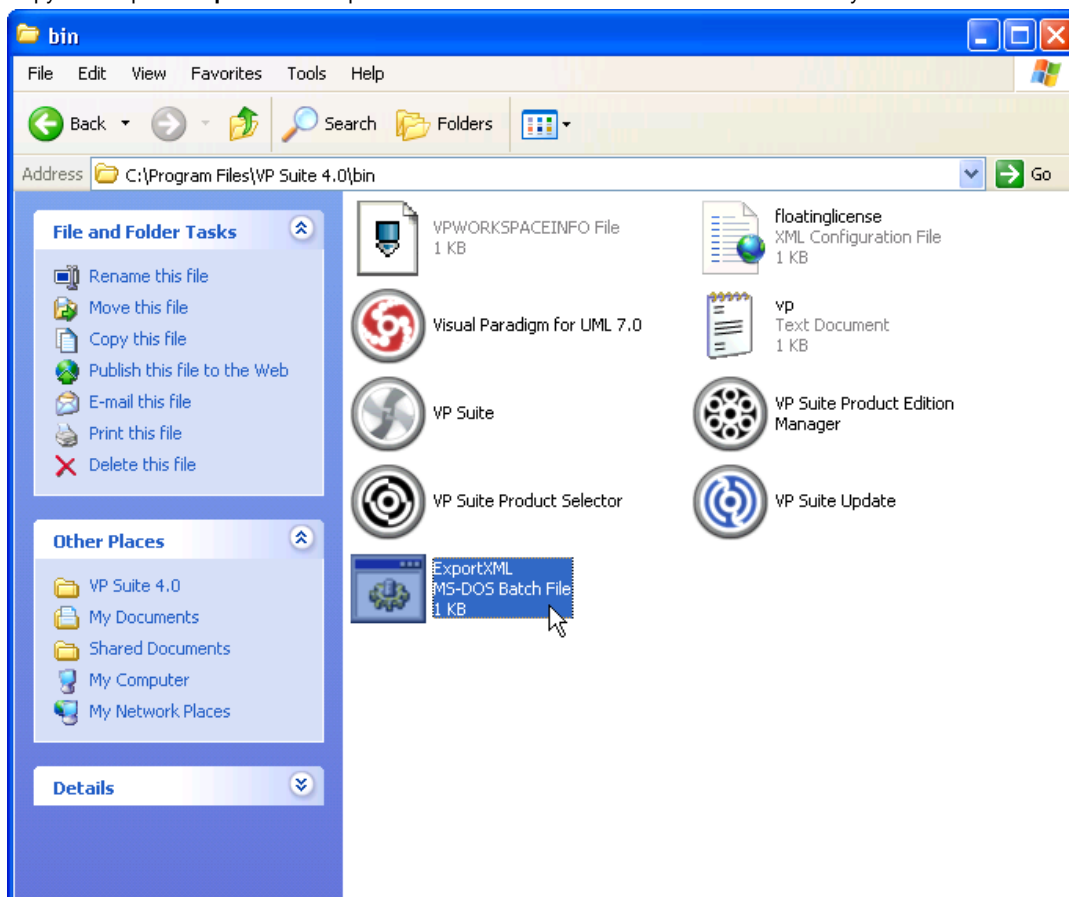 bin
File Edit View Favorites Tools Help
Back Search Folders
Address C:\Program Files\VP Suite 4.0\bin Go
File and Folder Tasks
Rename this file
Move this file
Copy this file
Publish this file to the Web
E-mail this file
Print this file
Delete this file
Other Places
VP Suite 4.0
My Documents
Shared Documents
My Computer
My Network Places
Details
VPWORKSPACEINFO File
1 KB
floatinglicense
XML Configuration File
1 KB
Visual Paradigm for UML 7.0
vp
Text Document
1 KB
VP Suite
VP Suite Product Edition
Manager
VP Suite Product Selector
VP Suite Update
ExportXML
MS-DOS Batch File
1 KB